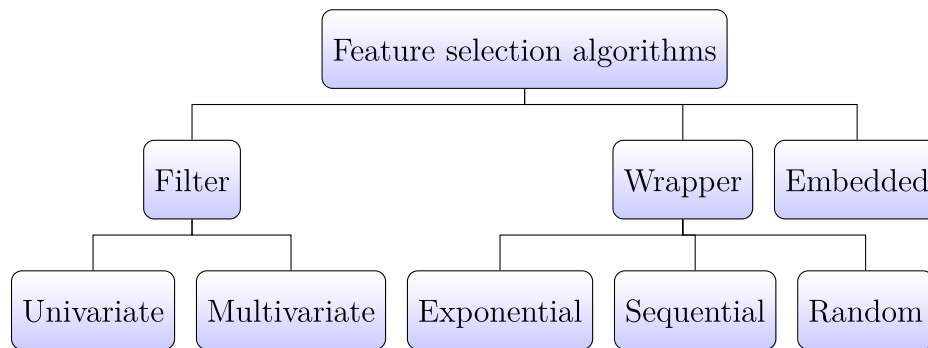 Feature selection algorithms
Filter
Wrapper
Embedded
Univariate
Multivariate
Exponential
Sequential
Random